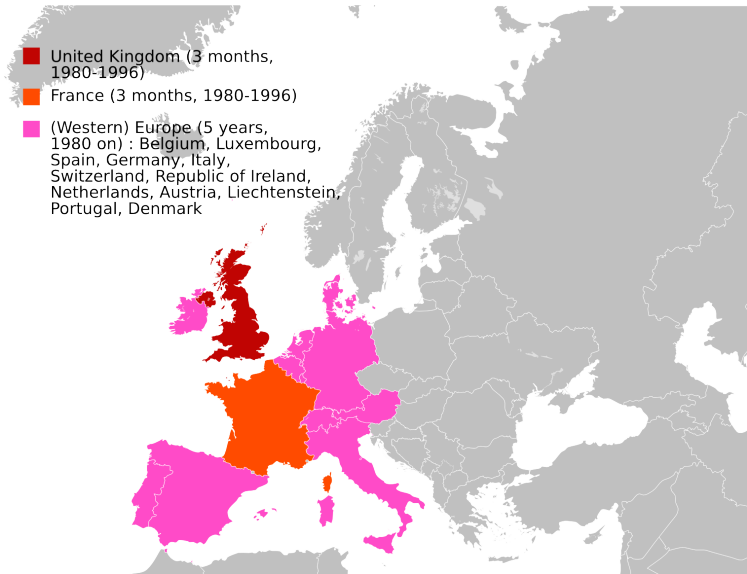 United Kingdom (3 months,
1980-1996)
France (3 months, 1980-1996)
(Western) Europe (5 years,
1980 on) : Belgium, Luxembourg,
Spain, Germany, Italy,
Switzerland, Republic of Ireland,
Netherlands, Austria, Liechtenstein,
Portugal, Denmark